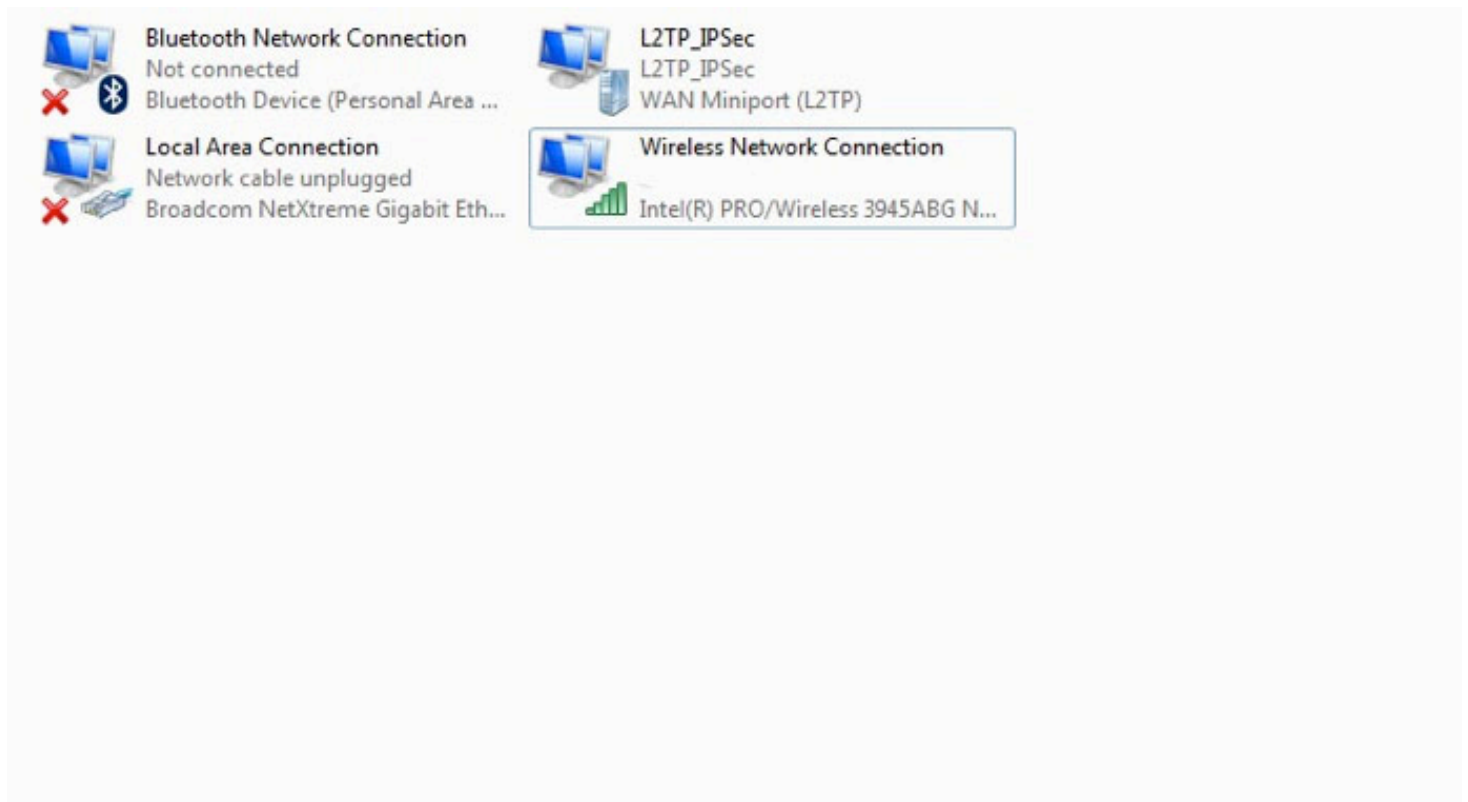 Bluetooth Network Connection
Not connected
Bluetooth Device (Personal Area ...
L2TP_IPSec
L2TP_IPSec
WAN Miniport (L2TP)
Local Area Connection
Network cable unplugged
Broadcom NetXtreme Gigabit Eth...
Wireless Network Connection
Intel(R) PRO/Wireless 3945ABG N...